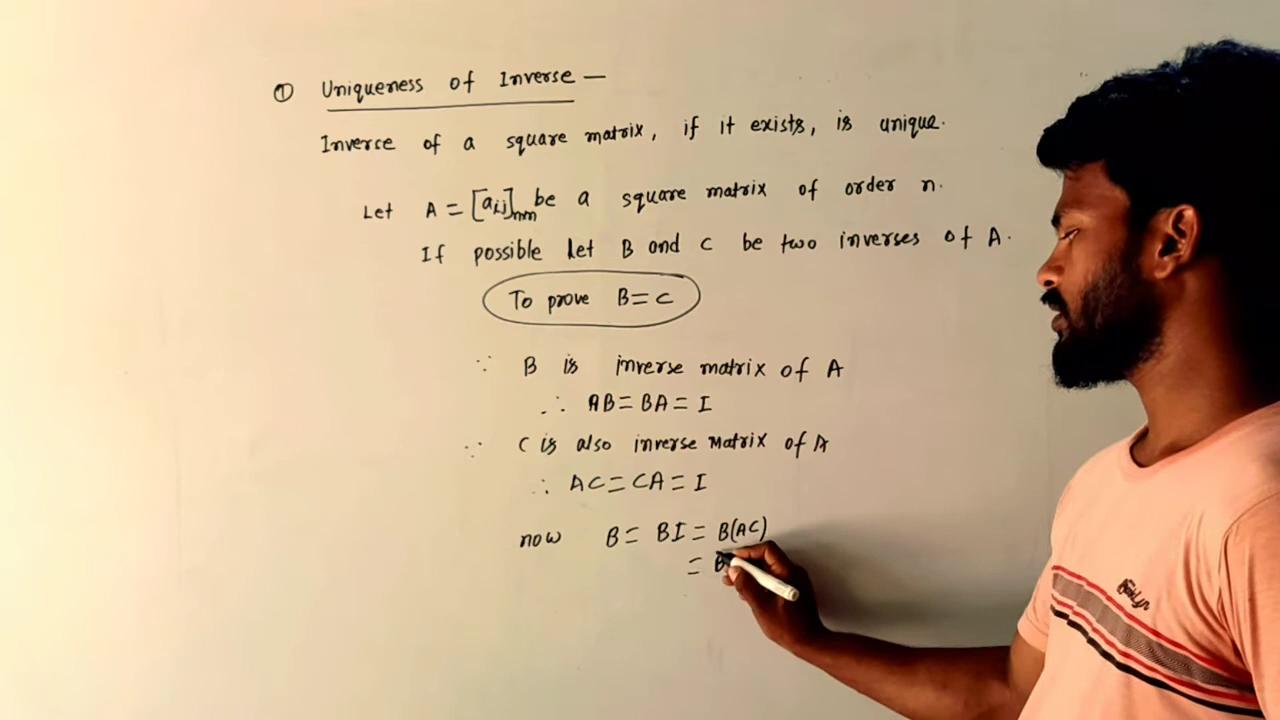 ① Uniqueness of Inverse —
Inverce of a square matrix, if it exists, is unique.
Let A = [aij]nxn be a square matrix of order n.
If possible let B and C be two inverses of A.
To prove B = C
∵ B is inverse matrix of A
∴ AB = BA = I
∵ C is also inverse matrix of A
∴ AC = CA = I
now B = BI = B(AC)
= B